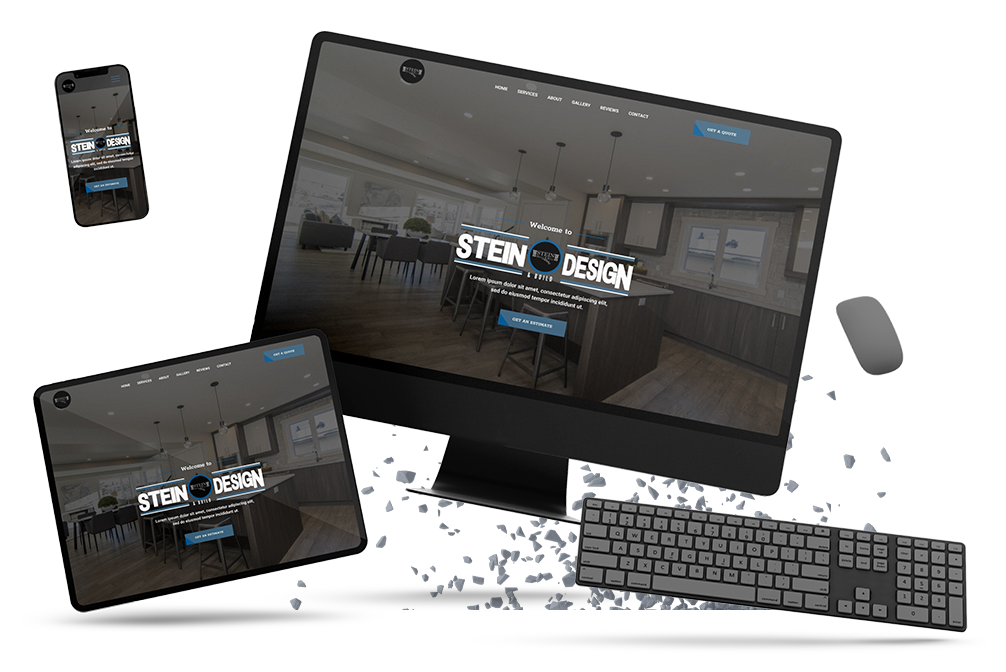 HOME SERVICES ABOUT GALLERY REVIEWS CONTACT
GET A QUOTE
Welcome to
STEIN DESIGN
& BUILD
Lorem ipsum dolor sit amet, consectetur adipiscing elit,
sed do eiusmod tempor incididunt ut.
GET AN ESTIMATE
Welcome to
STEIN DESIGN
Lorem ipsum dolor sit amet, consectetur
adipiscing elit, sed do eiusmod tempor
incididunt ut.
GET AN ESTIMATE
HOME SERVICES ABOUT GALLERY REVIEWS CONTACT
GET A QUOTE
Welcome to
STEIN DESIGN
& BUILD
Lorem ipsum dolor sit amet, consectetur adipiscing elit,
sed do eiusmod tempor incididunt ut.
GET AN ESTIMATE
Q W E R T Y U I O P
A S D F G H J K L
Z X C V B N M